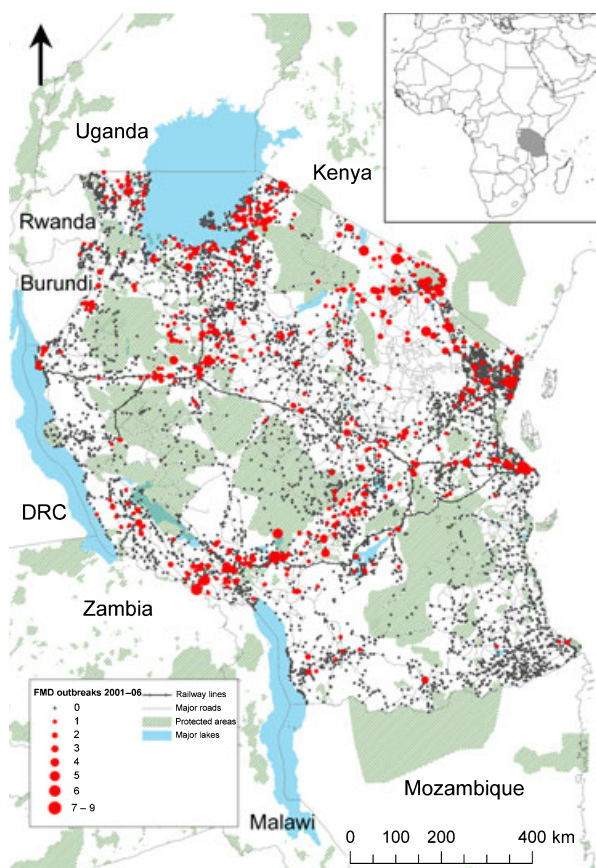 Uganda
Kenya
Rwanda
Burundi
DRC
Zambia
FMD outbreaks 2001–06
0
1
2
3
4
5
6
7 – 9
Railway lines
Major roads
Protected areas
Major lakes
Mozambique
Malawi
0 100 200 400 km